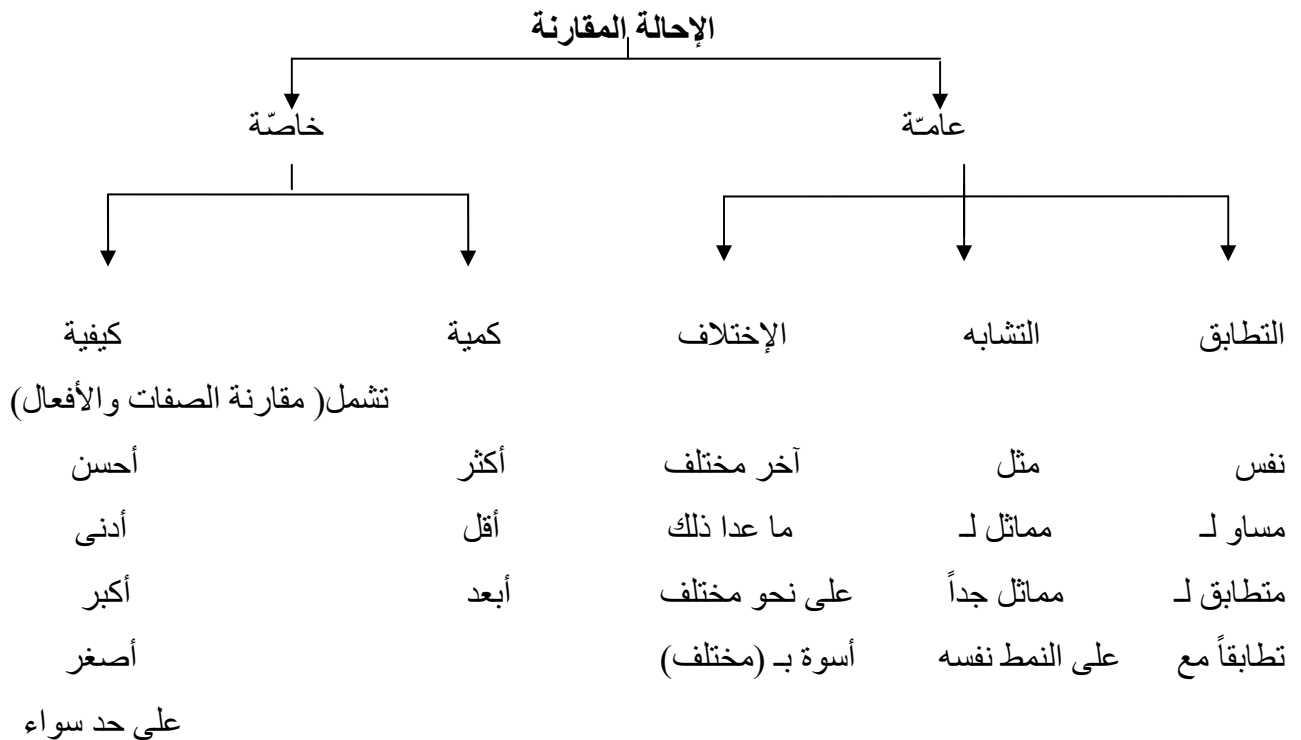 الإحالة المقارنة
عامّة خاصّة
التطابق التشابه الإختلاف كمية كيفية
تشمل( مقارنة الصفات والأفعال)
نفس مثل آخر مختلف أكثر أحسن
مساو لـ مماثل لـ ما عدا ذلك أقل أدنى
متطابق لـ مماثل جداً على نحو مختلف أبعد أكبر
تطابقاً مع على النمط نفسه أسوة بـ (مختلف) أصغر
على حد سواء